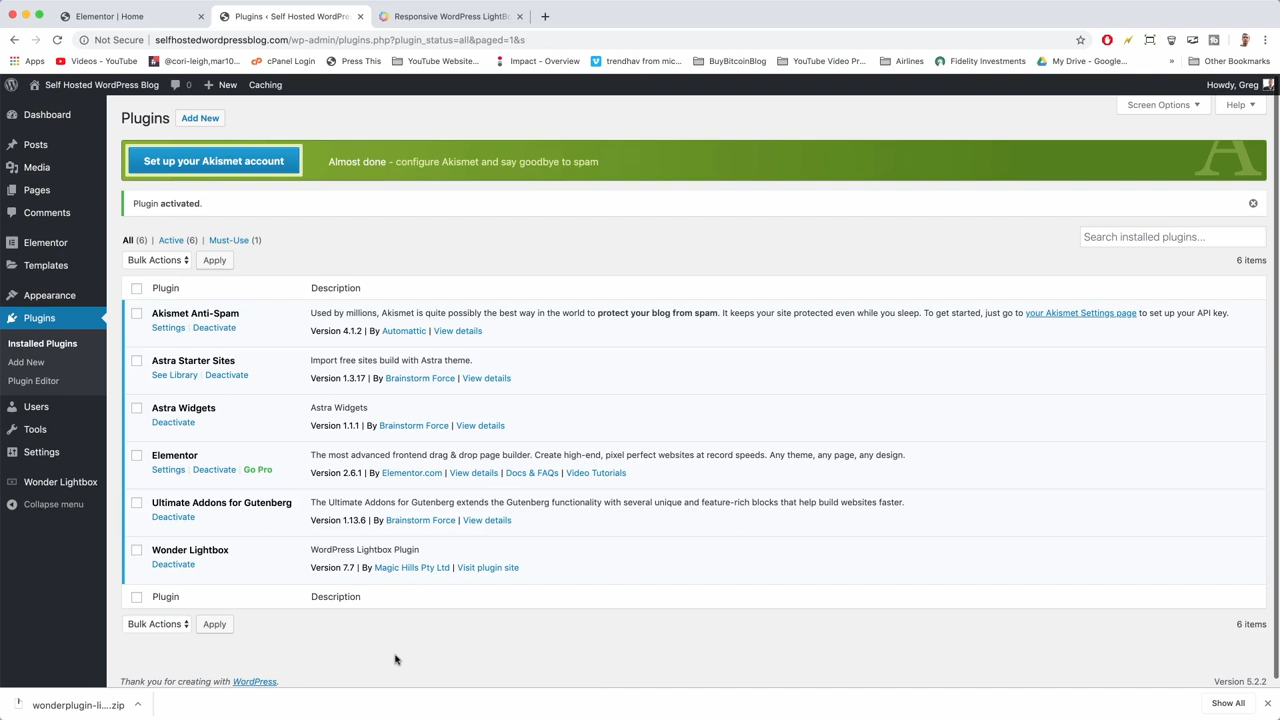 Elementor | Home
Plugins ‹ Self Hosted WordPre
Responsive WordPress LightBo
Not Secure | selfhostedwordpressblog.com/wp-admin/plugins.php?plugin_status=all&paged=1&s
Apps
Videos - YouTube
@cori-leigh,mar10...
cPanel Login
Press This
YouTube Website...
Impact - Overview
trendhav from mic...
BuyBitcoinBlog
YouTube Video Pr...
Airlines
Fidelity Investments
My Drive - Google...
»
Other Bookmarks
Self Hosted WordPress Blog
0
New
Caching
Howdy, Greg
Dashboard
Posts
Media
Pages
Comments
Elementor
Templates
Appearance
Plugins
Installed Plugins
Add New
Plugin Editor
Users
Tools
Settings
Wonder Lightbox
Collapse menu
Plugins
Add New
Screen Options
Help
Set up your Akismet account
Almost done - configure Akismet and say goodbye to spam
A
Plugin activated.
All (6) | Active (6) | Must-Use (1)
Search installed plugins...
Bulk Actions
Apply
6 items
Plugin
Description
Akismet Anti-Spam
Settings | Deactivate
Used by millions, Akismet is quite possibly the best way in the world to protect your blog from spam. It keeps your site protected even while you sleep. To get started, just go to your Akismet Settings page to set up your API key.
Version 4.1.2 | By Automattic | View details
Astra Starter Sites
See Library | Deactivate
Import free sites build with Astra theme.
Version 1.3.17 | By Brainstorm Force | View details
Astra Widgets
Deactivate
Astra Widgets
Version 1.1.1 | By Brainstorm Force | View details
Elementor
Settings | Deactivate | Go Pro
The most advanced frontend drag & drop page builder. Create high-end, pixel perfect websites at record speeds. Any theme, any page, any design.
Version 2.6.1 | By Elementor.com | View details | Docs & FAQs | Video Tutorials
Ultimate Addons for Gutenberg
Deactivate
The Ultimate Addons for Gutenberg extends the Gutenberg functionality with several unique and feature-rich blocks that help build websites faster.
Version 1.13.6 | By Brainstorm Force | View details
Wonder Lightbox
Deactivate
WordPress Lightbox Plugin
Version 7.7 | By Magic Hills Pty Ltd | Visit plugin site
Plugin
Description
Bulk Actions
Apply
6 items
Thank you for creating with WordPress.
Version 5.2.2
wonderplugin-li....zip
Show All